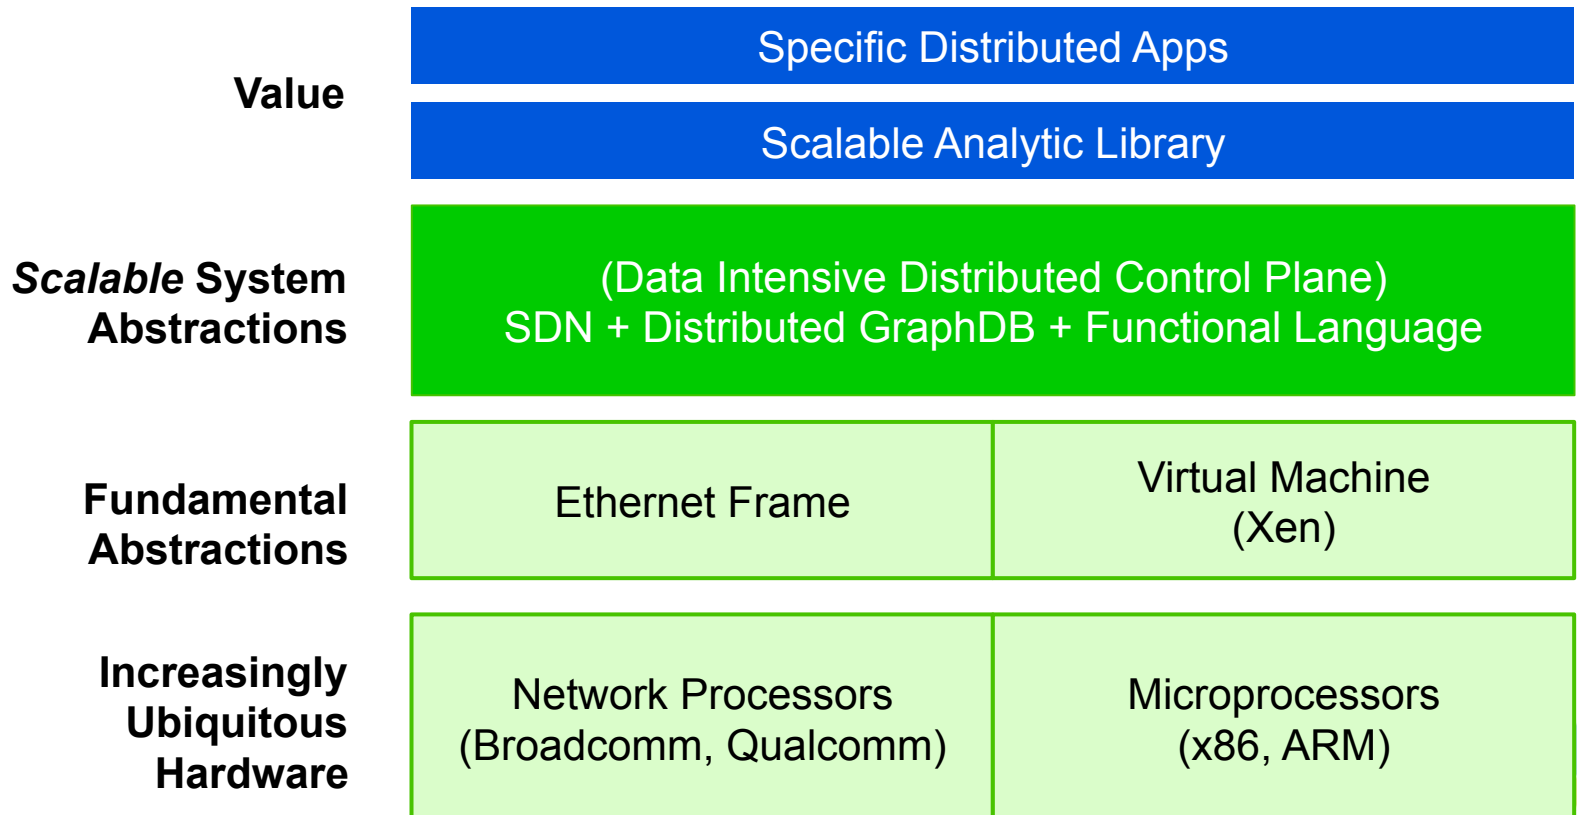 Value
Specific Distributed Apps
Scalable Analytic Library
Scalable System
Abstractions
(Data Intensive Distributed Control Plane)
SDN + Distributed GraphDB + Functional Language
Fundamental
Abstractions
Ethernet Frame
Virtual Machine
(Xen)
Increasingly
Ubiquitous
Hardware
Network Processors
(Broadcomm, Qualcomm)
Microprocessors
(x86, ARM)